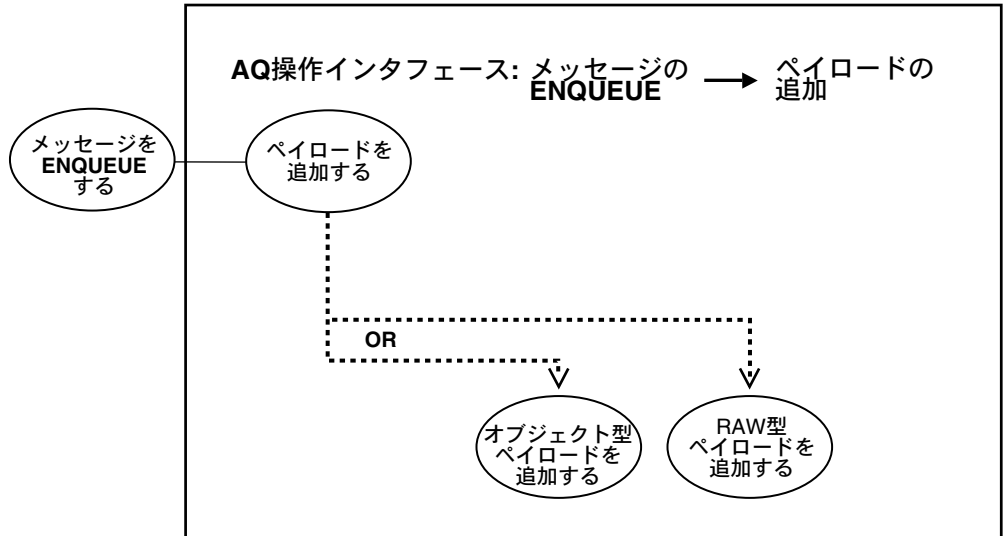 AQ操作インタフェース: メッセージの ペイロードの
ENQUEUE 追加
メッセージを
ENQUEUE
する
ペイロードを
追加する
OR
オブジェクト型
ペイロードを
追加する
RAW型
ペイロードを
追加する